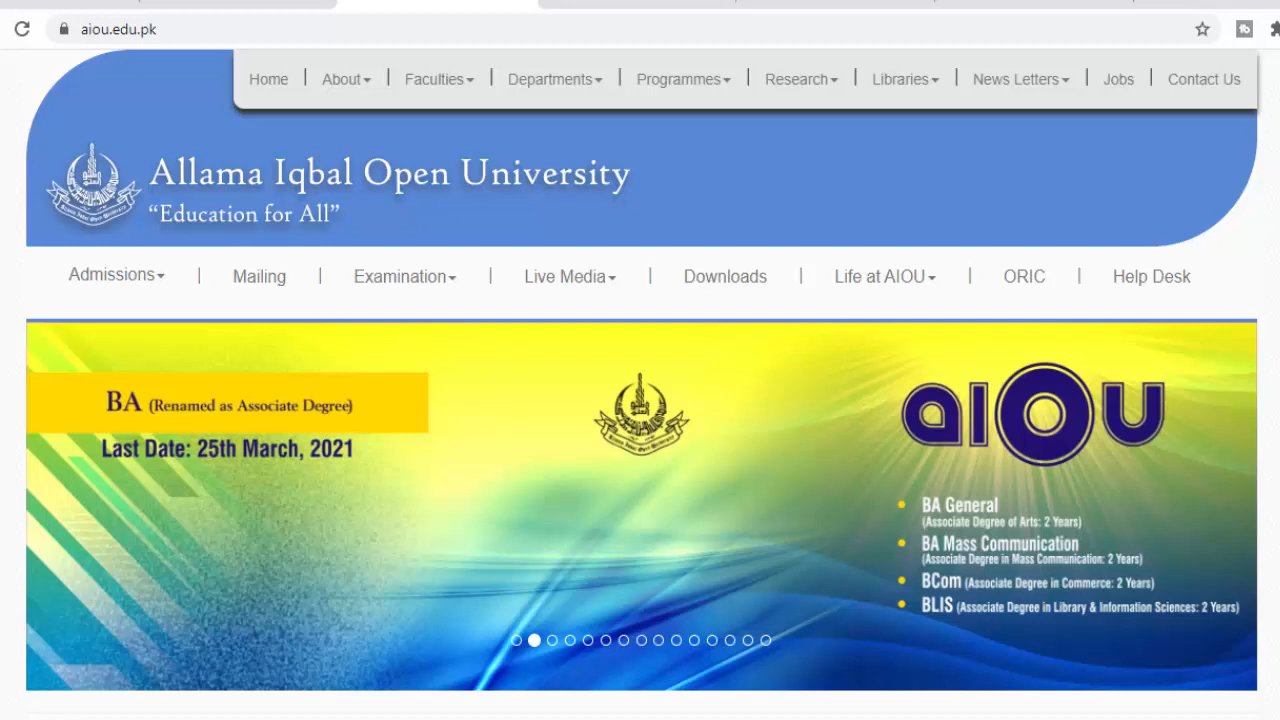 aiou.edu.pk
Home | About | Faculties | Departments | Programmes | Research | Libraries | News Letters | Jobs | Contact Us
Allama Iqbal Open University
“Education for All”
Admissions | Mailing | Examination | Live Media | Downloads | Life at AIOU | ORIC | Help Desk
BA (Renamed as Associate Degree)
Last Date: 25th March, 2021
aIOU
BA General
(Associate Degree of Arts: 2 Years)
BA Mass Communication
(Associate Degree in Mass Communication: 2 Years)
BCom (Associate Degree in Commerce: 2 Years)
BLIS (Associate Degree in Library & Information Sciences: 2 Years)